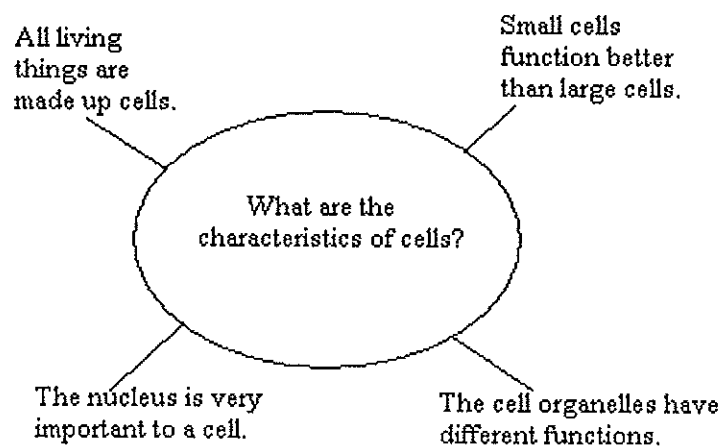 All living
things are
made up cells.
Small cells
function better
than large cells.
What are the
characteristics of cells?
The nucleus is very
important to a cell.
The cell organelles have
different functions.